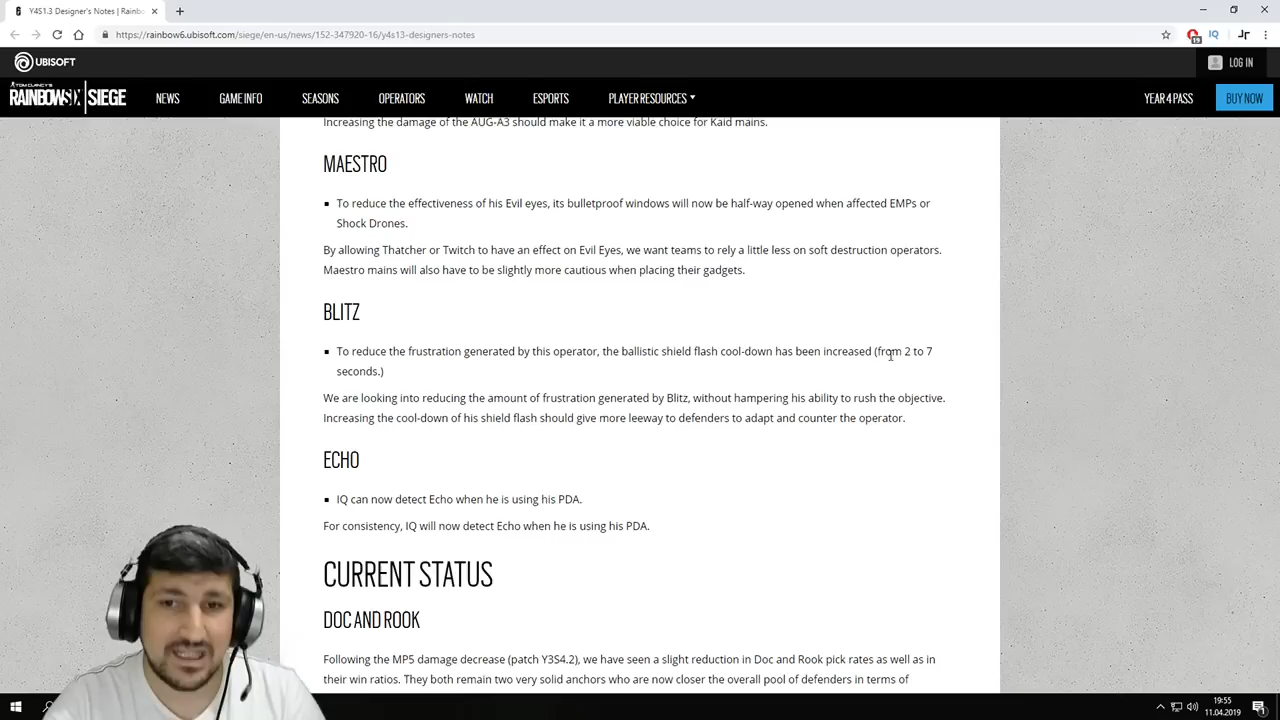 Y4S1.3 Designer's Notes | Rainbo
https://rainbow6.ubisoft.com/siege/en-us/news/152-347920-16/y4s13-designers-notes
19
IQ
UBISOFT
LOG IN
TOM CLANCY'S
RAINBOW SIX | SIEGE
NEWS
GAME INFO
SEASONS
OPERATORS
WATCH
ESPORTS
PLAYER RESOURCES
YEAR 4 PASS
BUY NOW
Increasing the damage of the AUG-A3 should make it a more viable choice for Kaid mains.
MAESTRO
To reduce the effectiveness of his Evil eyes, its bulletproof windows will now be half-way opened when affected EMPs or
Shock Drones.
By allowing Thatcher or Twitch to have an effect on Evil Eyes, we want teams to rely a little less on soft destruction operators.
Maestro mains will also have to be slightly more cautious when placing their gadgets.
BLITZ
To reduce the frustration generated by this operator, the ballistic shield flash cool-down has been increased (from 2 to 7
seconds.)
We are looking into reducing the amount of frustration generated by Blitz, without hampering his ability to rush the objective.
Increasing the cool-down of his shield flash should give more leeway to defenders to adapt and counter the operator.
ECHO
IQ can now detect Echo when he is using his PDA.
For consistency, IQ will now detect Echo when he is using his PDA.
CURRENT STATUS
DOC AND ROOK
Following the MP5 damage decrease (patch Y3S4.2), we have seen a slight reduction in Doc and Rook pick rates as well as in
their win ratios. They both remain two very solid anchors who are now closer the overall pool of defenders in terms of
19:55
11.04.2019